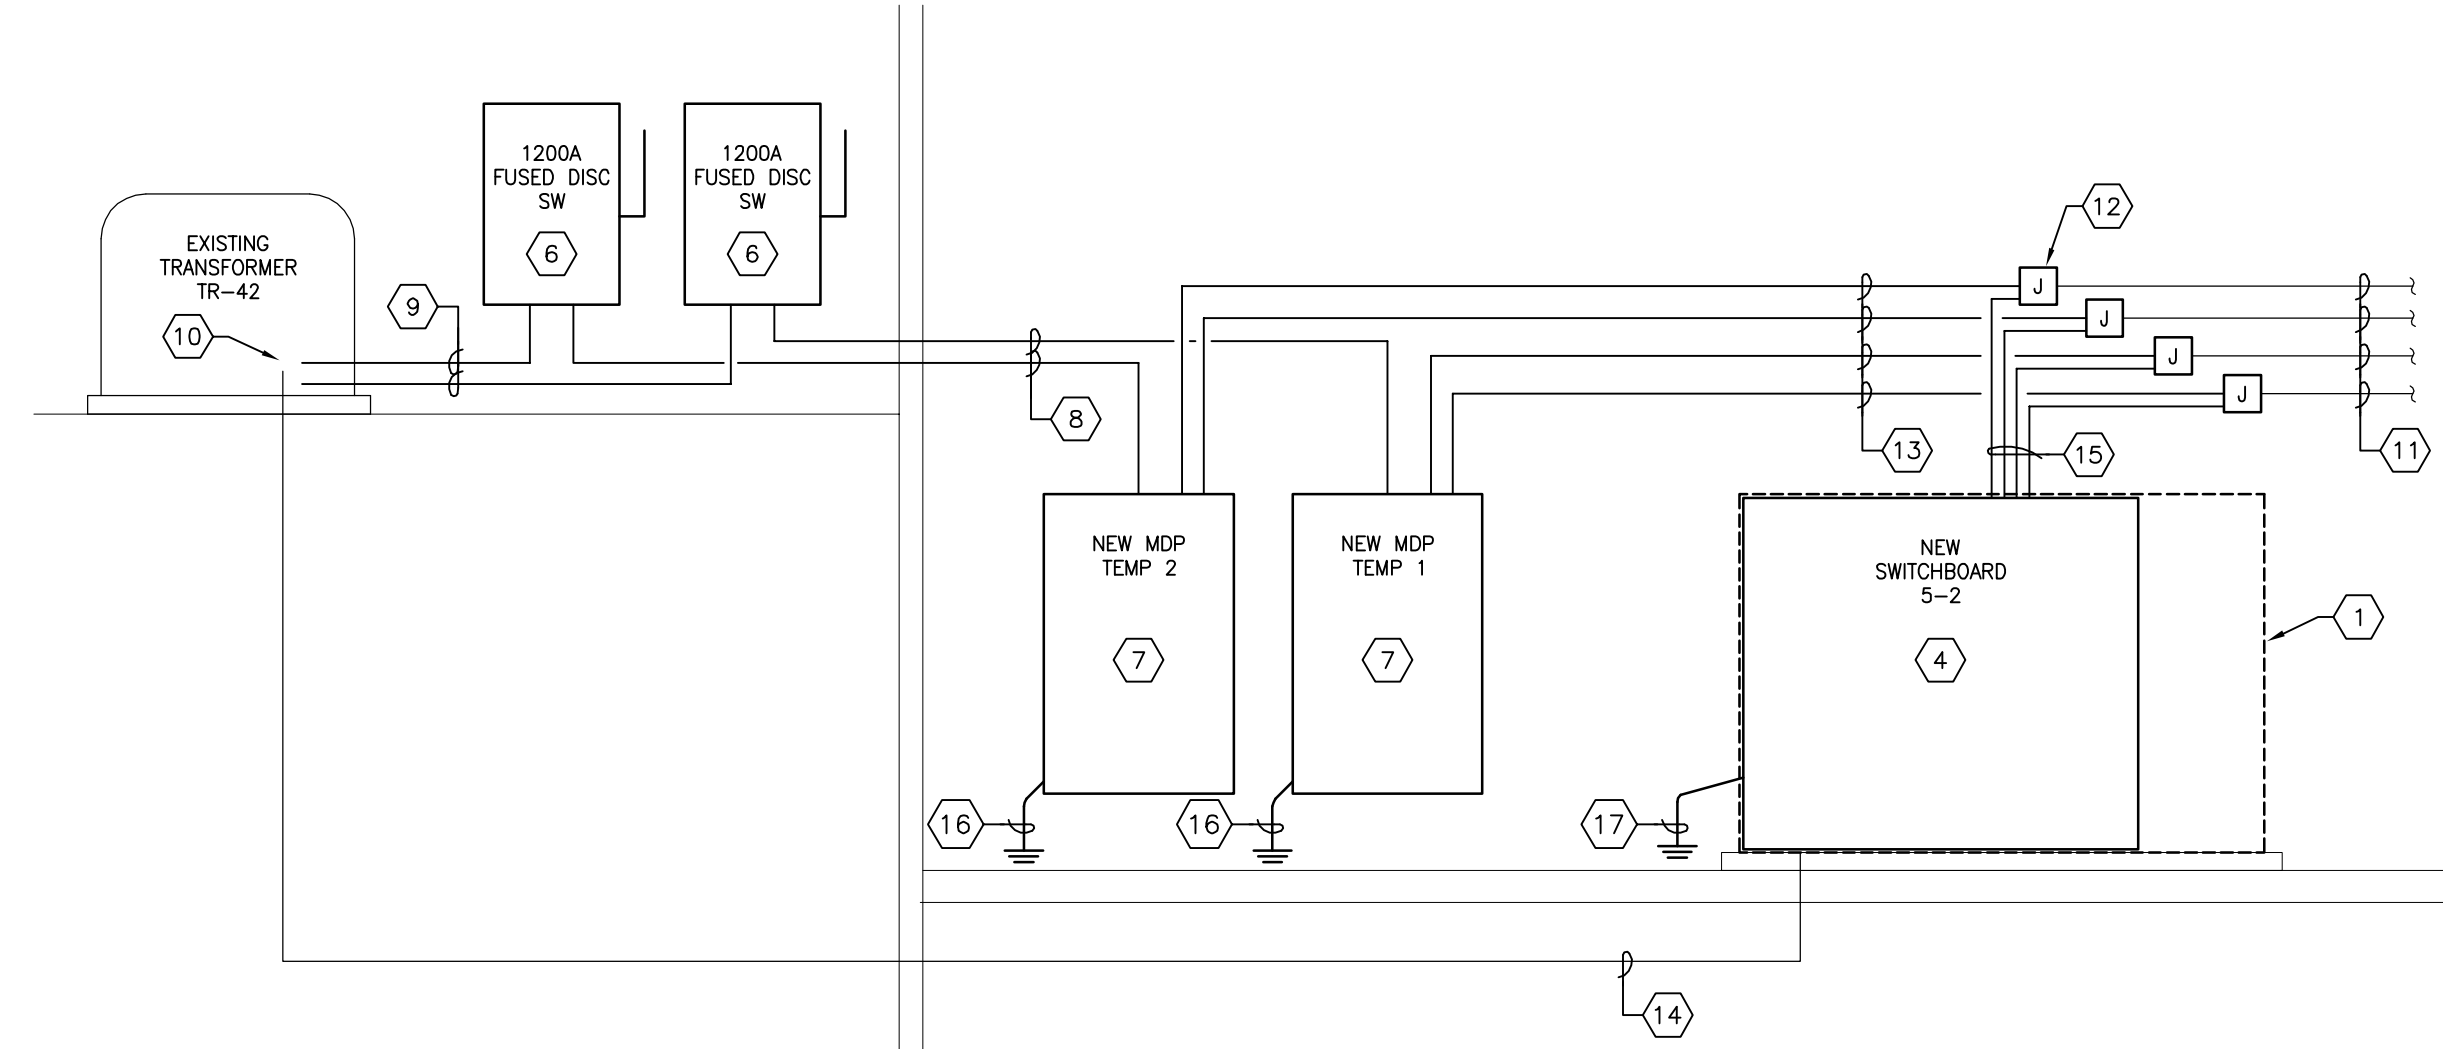 1200A
FUSED DISC
SW
6
1200A
FUSED DISC
SW
6
EXISTING
TRANSFORMER
TR-42
10
9
8
12
J
J
J
J
13
15
11
NEW MDP
TEMP 2
7
NEW MDP
TEMP 1
7
NEW
SWITCHBOARD
5-2
4
1
16
16
17
14